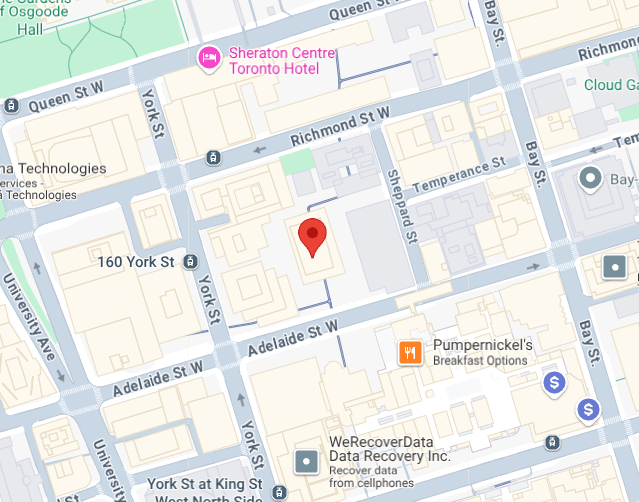 e Gardens
of Osgoode
Hall
Queen St W
Bay St.
Richmond
Sheraton Centre
Toronto Hotel
Cloud Ga
Queen St W
York St
Richmond St W
Bay St.
Tem
na Technologies
ervices -
a Technologies
Sheppard St
Temperance St
Bay-
160 York St
York St
University Ave
Adelaide St W
Bay St.
Pumpernickel's
Breakfast Options
Adelaide St W
York St
University
WeRecoverData
Data Recovery Inc.
Recover data
from cellphones
York St at King St
West North Side